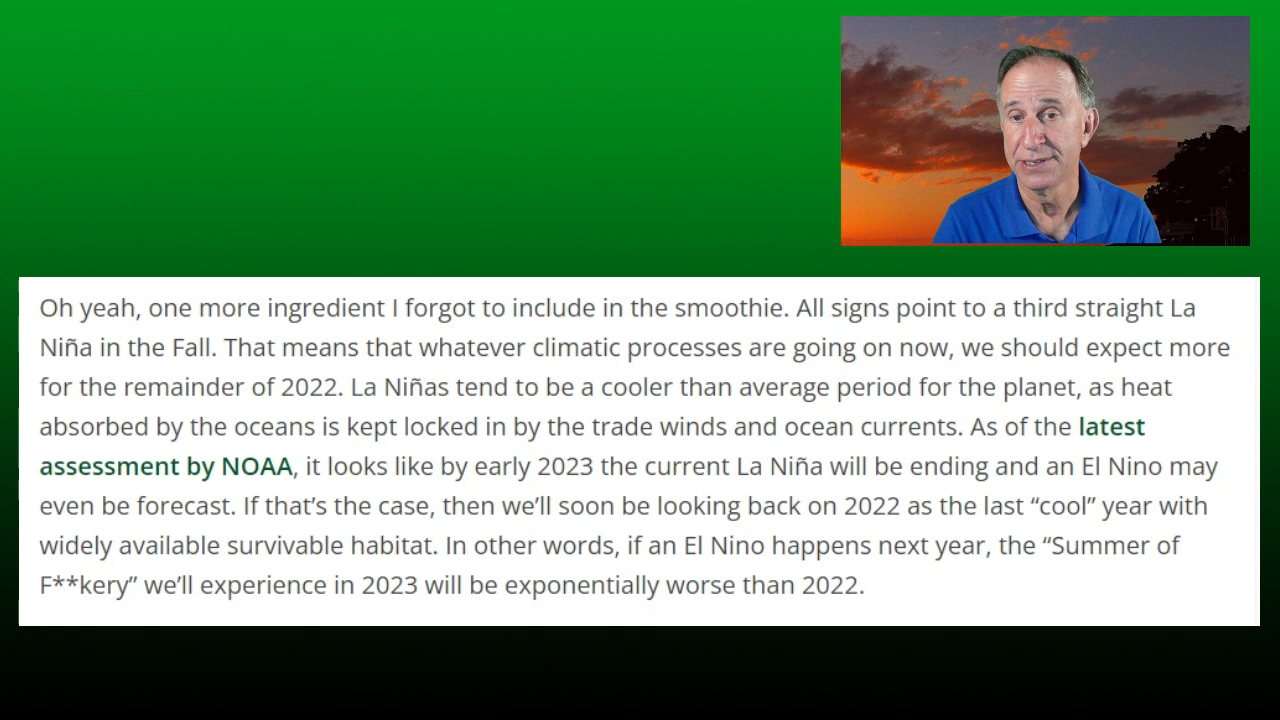 Oh yeah, one more ingredient I forgot to include in the smoothie. All signs point to a third straight La
Niña in the Fall. That means that whatever climatic processes are going on now, we should expect more
for the remainder of 2022. La Niñas tend to be a cooler than average period for the planet, as heat
absorbed by the oceans is kept locked in by the trade winds and ocean currents. As of the latest
assessment by NOAA, it looks like by early 2023 the current La Niña will be ending and an El Nino may
even be forecast. If that’s the case, then we’ll soon be looking back on 2022 as the last “cool” year with
widely available survivable habitat. In other words, if an El Nino happens next year, the “Summer of
F**kery” we’ll experience in 2023 will be exponentially worse than 2022.